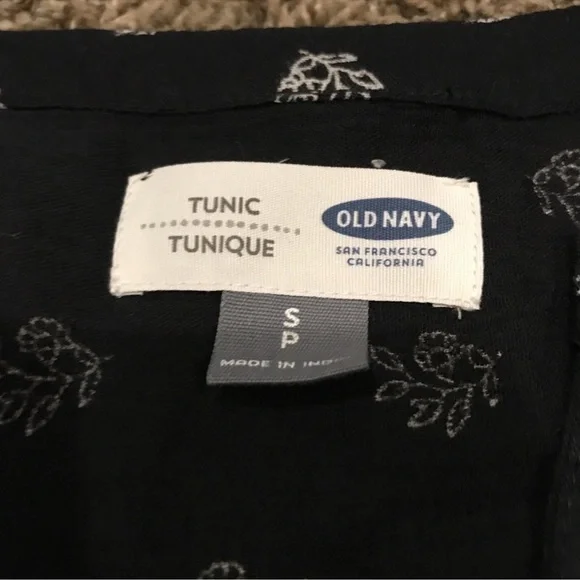 TUNIC
TUNIQUE
OLD NAVY
SAN FRANCISCO
CALIFORNIA
S
P
MADE IN